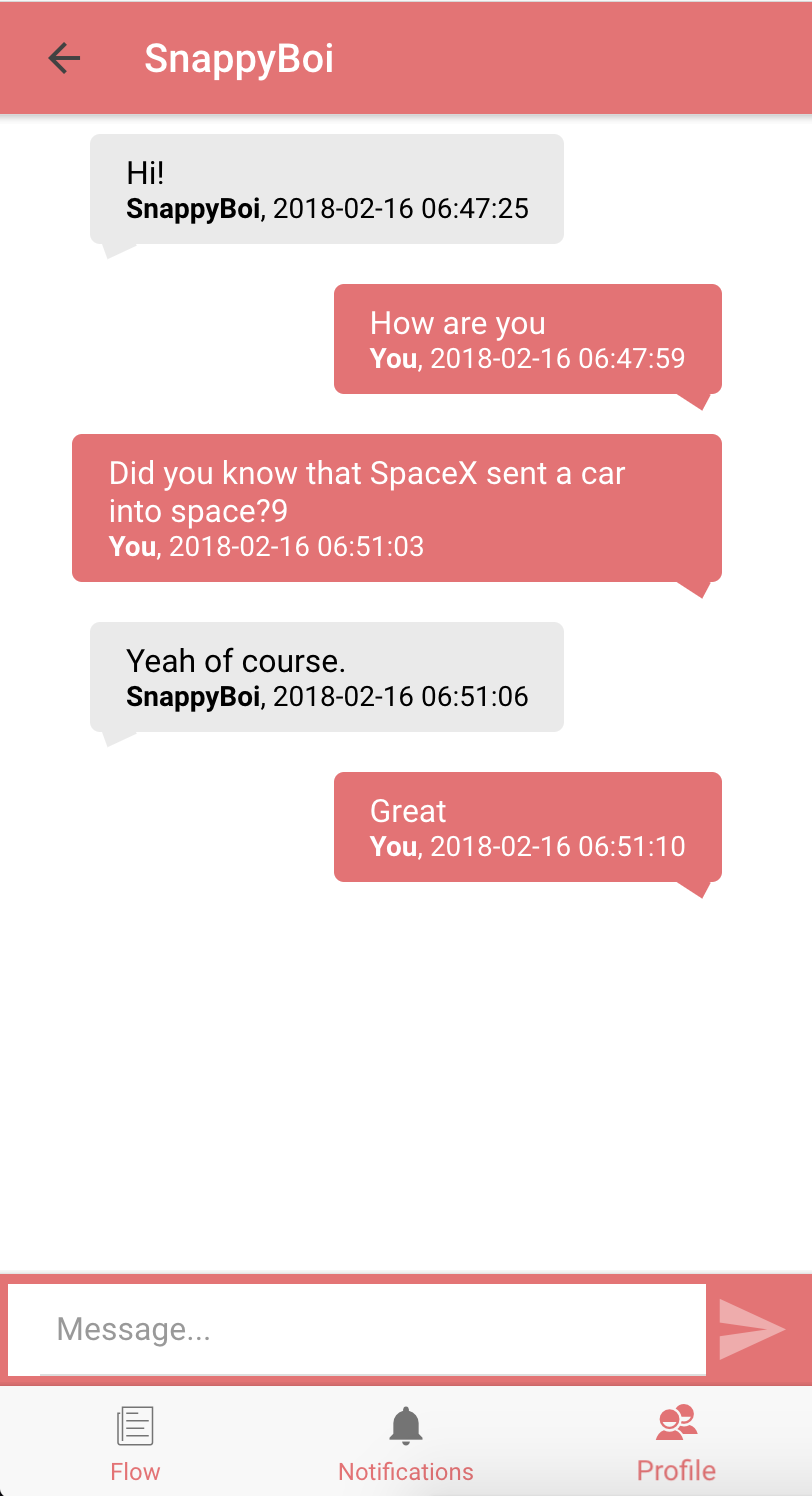 SnappyBoi
Hi!
SnappyBoi, 2018-02-16 06:47:25
How are you
You, 2018-02-16 06:47:59
Did you know that SpaceX sent a car
into space?9
You, 2018-02-16 06:51:03
Yeah of course.
SnappyBoi, 2018-02-16 06:51:06
Great
You, 2018-02-16 06:51:10
Message...
Flow
Notifications
Profile